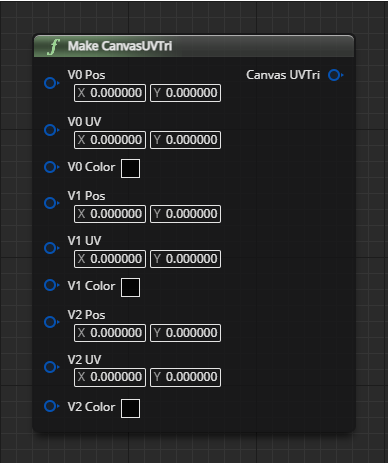 f Make CanvasUVTri
V0 Pos Canvas UVTri
X 0.000000 Y 0.000000
V0 UV
X 0.000000 Y 0.000000
V0 Color
V1 Pos
X 0.000000 Y 0.000000
V1 UV
X 0.000000 Y 0.000000
V1 Color
V2 Pos
X 0.000000 Y 0.000000
V2 UV
X 0.000000 Y 0.000000
V2 Color